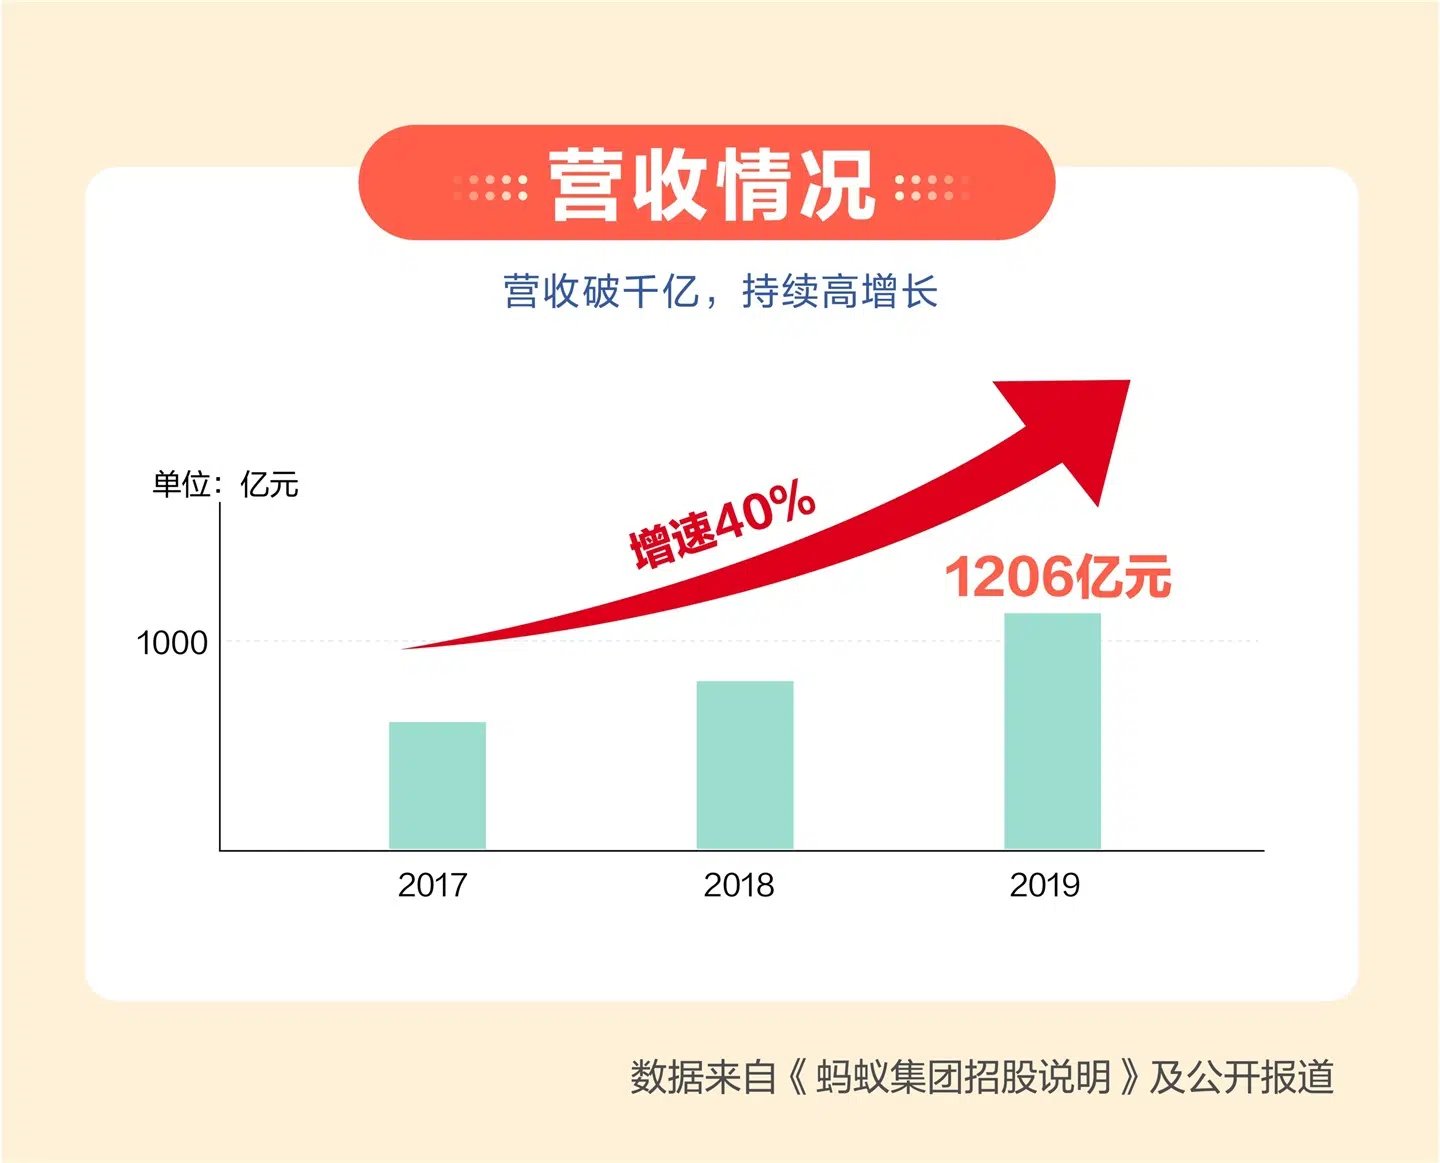 营收情况
营收破千亿，持续高增长
单位：亿元
增速40%
1206亿元
1000
2017 2018 2019
数据来自《蚂蚁集团招股说明》及公开报道